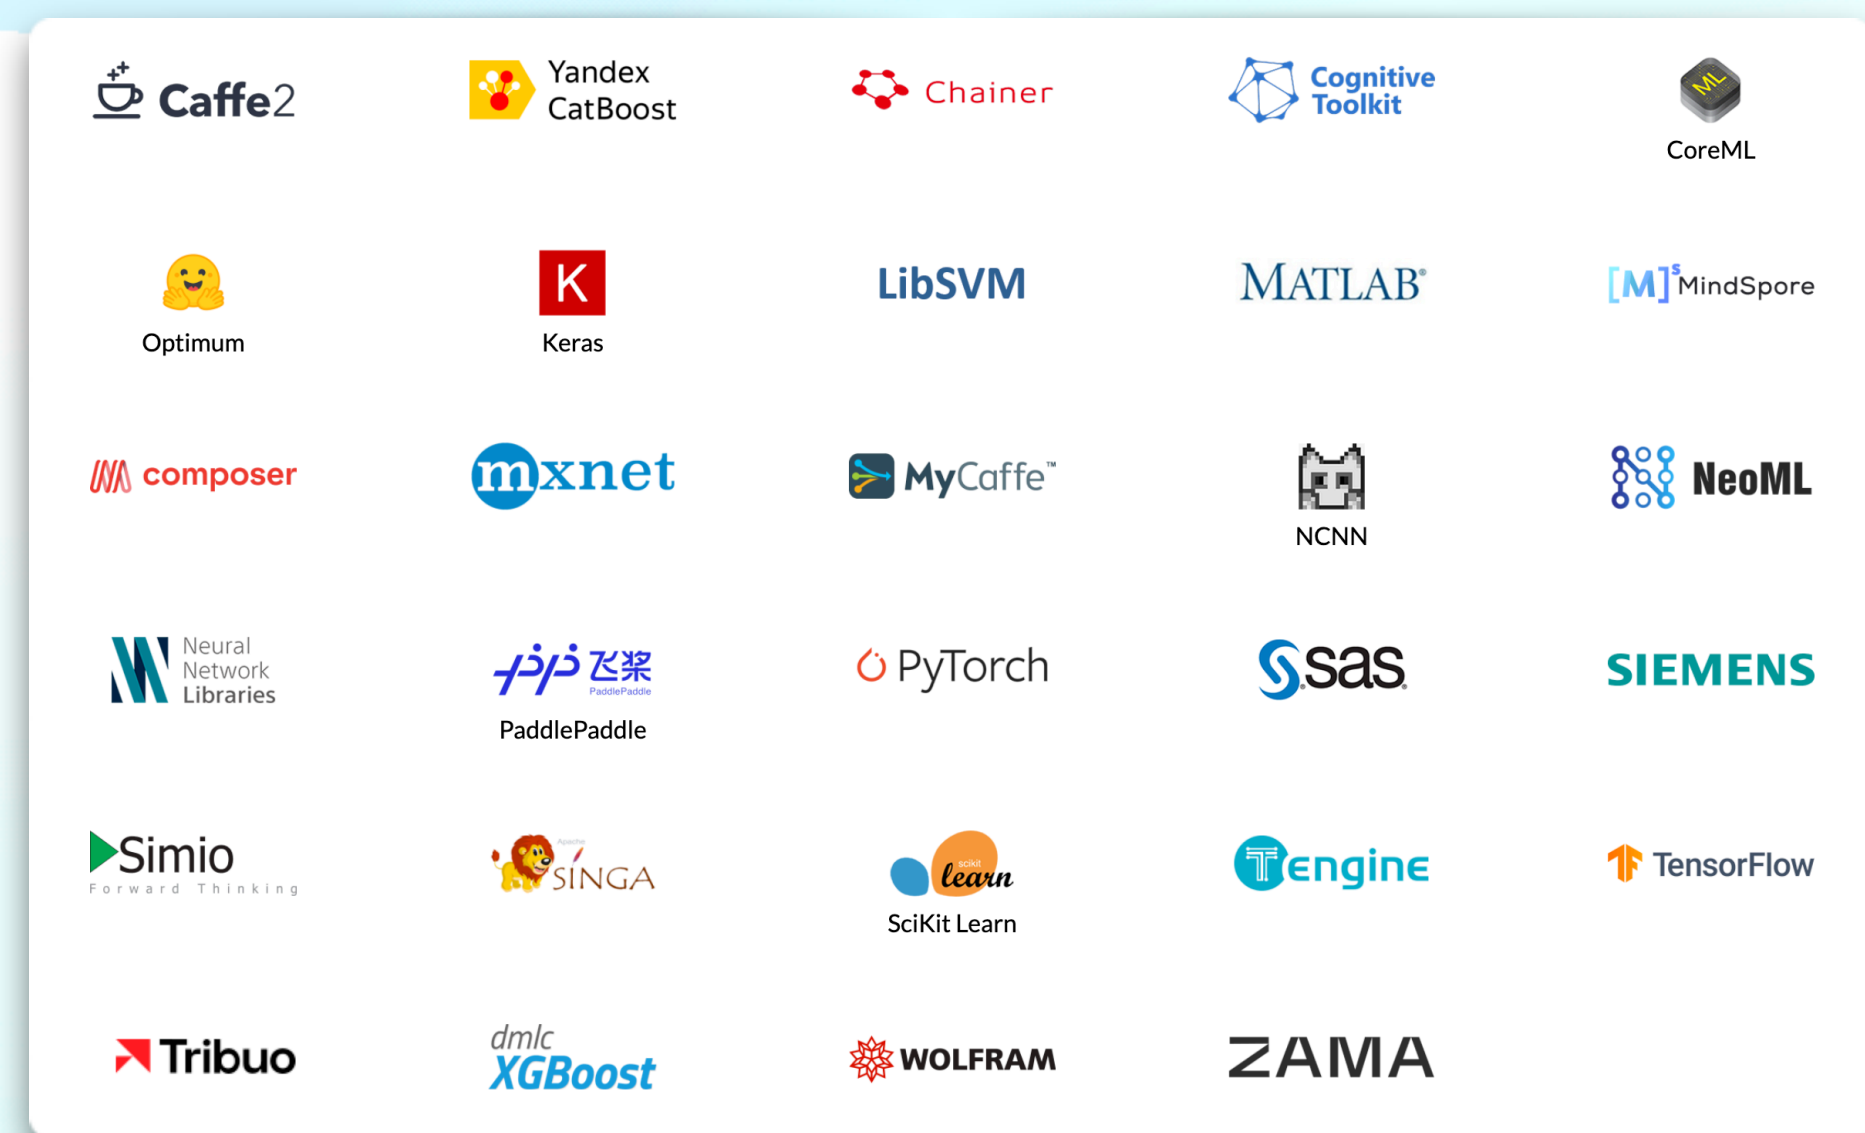 Caffe2
Yandex
CatBoost
Chainer
Cognitive
Toolkit
ML
CoreML
Optimum
K
Keras
LibSVM
MATLAB®
[M]s MindSpore
composer
mxnet
MyCaffe™
NCNN
NeoML
Neural
Network
Libraries
飞桨
PaddlePaddle
PaddlePaddle
PyTorch
sas®
SIEMENS
Simio
Forward Thinking
Apache
SINGA
scikit
learn
SciKit Learn
Tengine
TensorFlow
Tribuo
dmlc
XGBoost
WOLFRAM
ZAMA